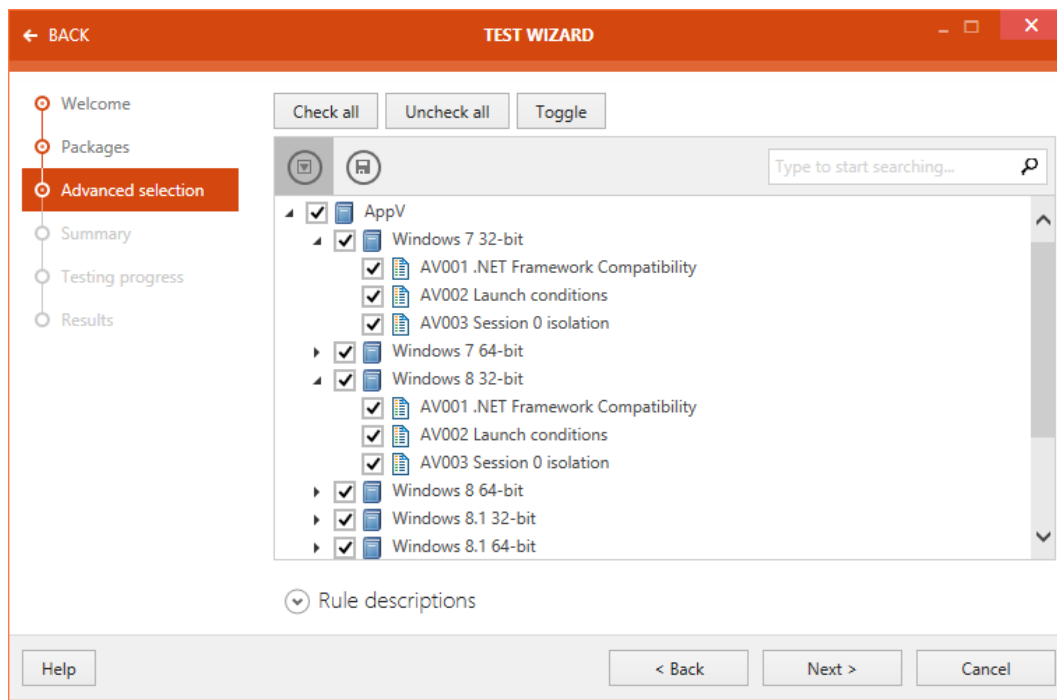 BACK
TEST WIZARD
Welcome
Packages
Advanced selection
Summary
Testing progress
Results
Check all
Uncheck all
Toggle
Type to start searching...
AppV
Windows 7 32-bit
AV001 .NET Framework Compatibility
AV002 Launch conditions
AV003 Session 0 isolation
Windows 7 64-bit
Windows 8 32-bit
AV001 .NET Framework Compatibility
AV002 Launch conditions
AV003 Session 0 isolation
Windows 8 64-bit
Windows 8.1 32-bit
Windows 8.1 64-bit
Rule descriptions
Help
< Back
Next >
Cancel